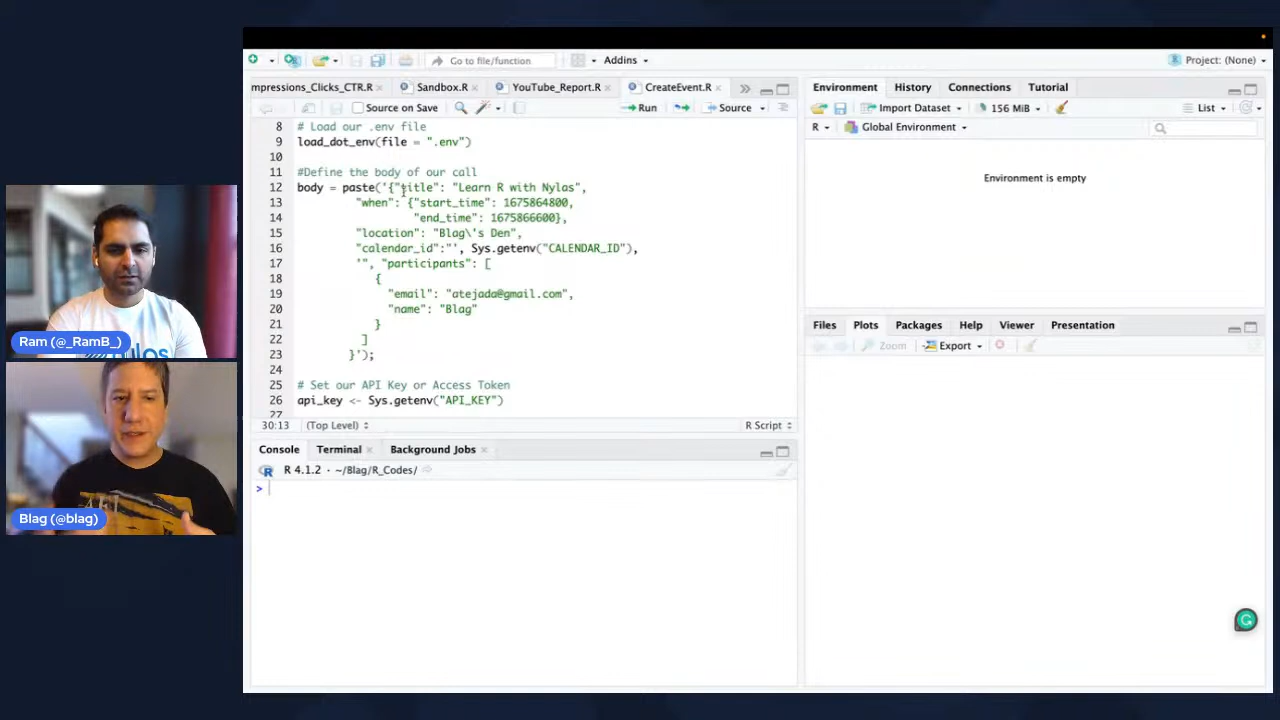 Go to file/function
Addins
Project: (None)
mpressions_Clicks_CTR.R
Sandbox.R
YouTube_Report.R
CreateEvent.R
Source on Save
Run
Source
8 # Load our .env file
9 load_dot_env(file = ".env")
10
11 #Define the body of our call
12 body = paste('{"title": "Learn R with Nylas",
13 "when": {"start_time": 1675864800,
14 "end_time": 1675866600},
15 "location": "Blag\'s Den",
16 "calendar_id":"', Sys.getenv("CALENDAR_ID"),
17 '", "participants": [
18 {
19 "email": "atejada@gmail.com",
20 "name": "Blag"
21 }
22 ]
23 }');
24
25 # Set our API Key or Access Token
26 api_key <- Sys.getenv("API_KEY")
27
30:13 (Top Level) R Script
Console Terminal Background Jobs
R 4.1.2 · ~/Blag/R_Codes/
>
Environment History Connections Tutorial
Import Dataset 156 MiB List
R Global Environment
Environment is empty
Files Plots Packages Help Viewer Presentation
Zoom Export
Ram (@_RamB_)
Blag (@blag)